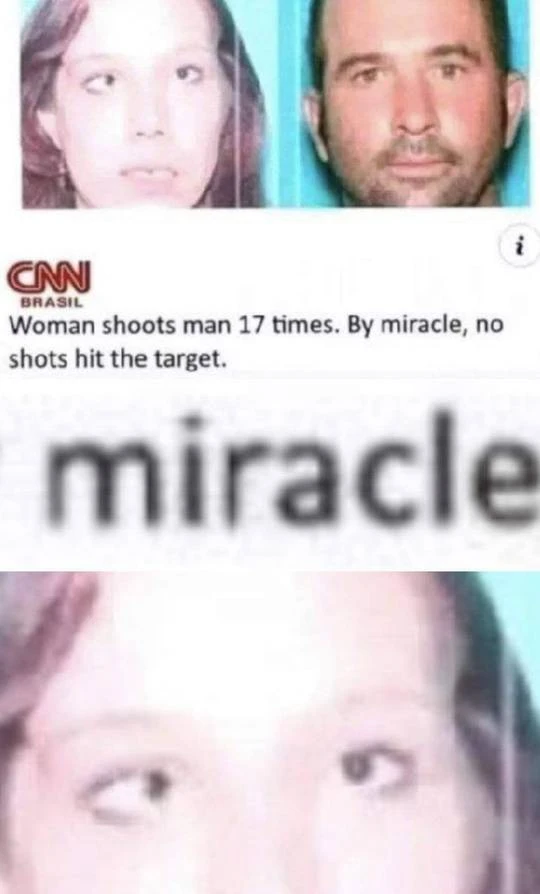 i
CNN
BRASIL
Woman shoots man 17 times. By miracle, no
shots hit the target.
miracle